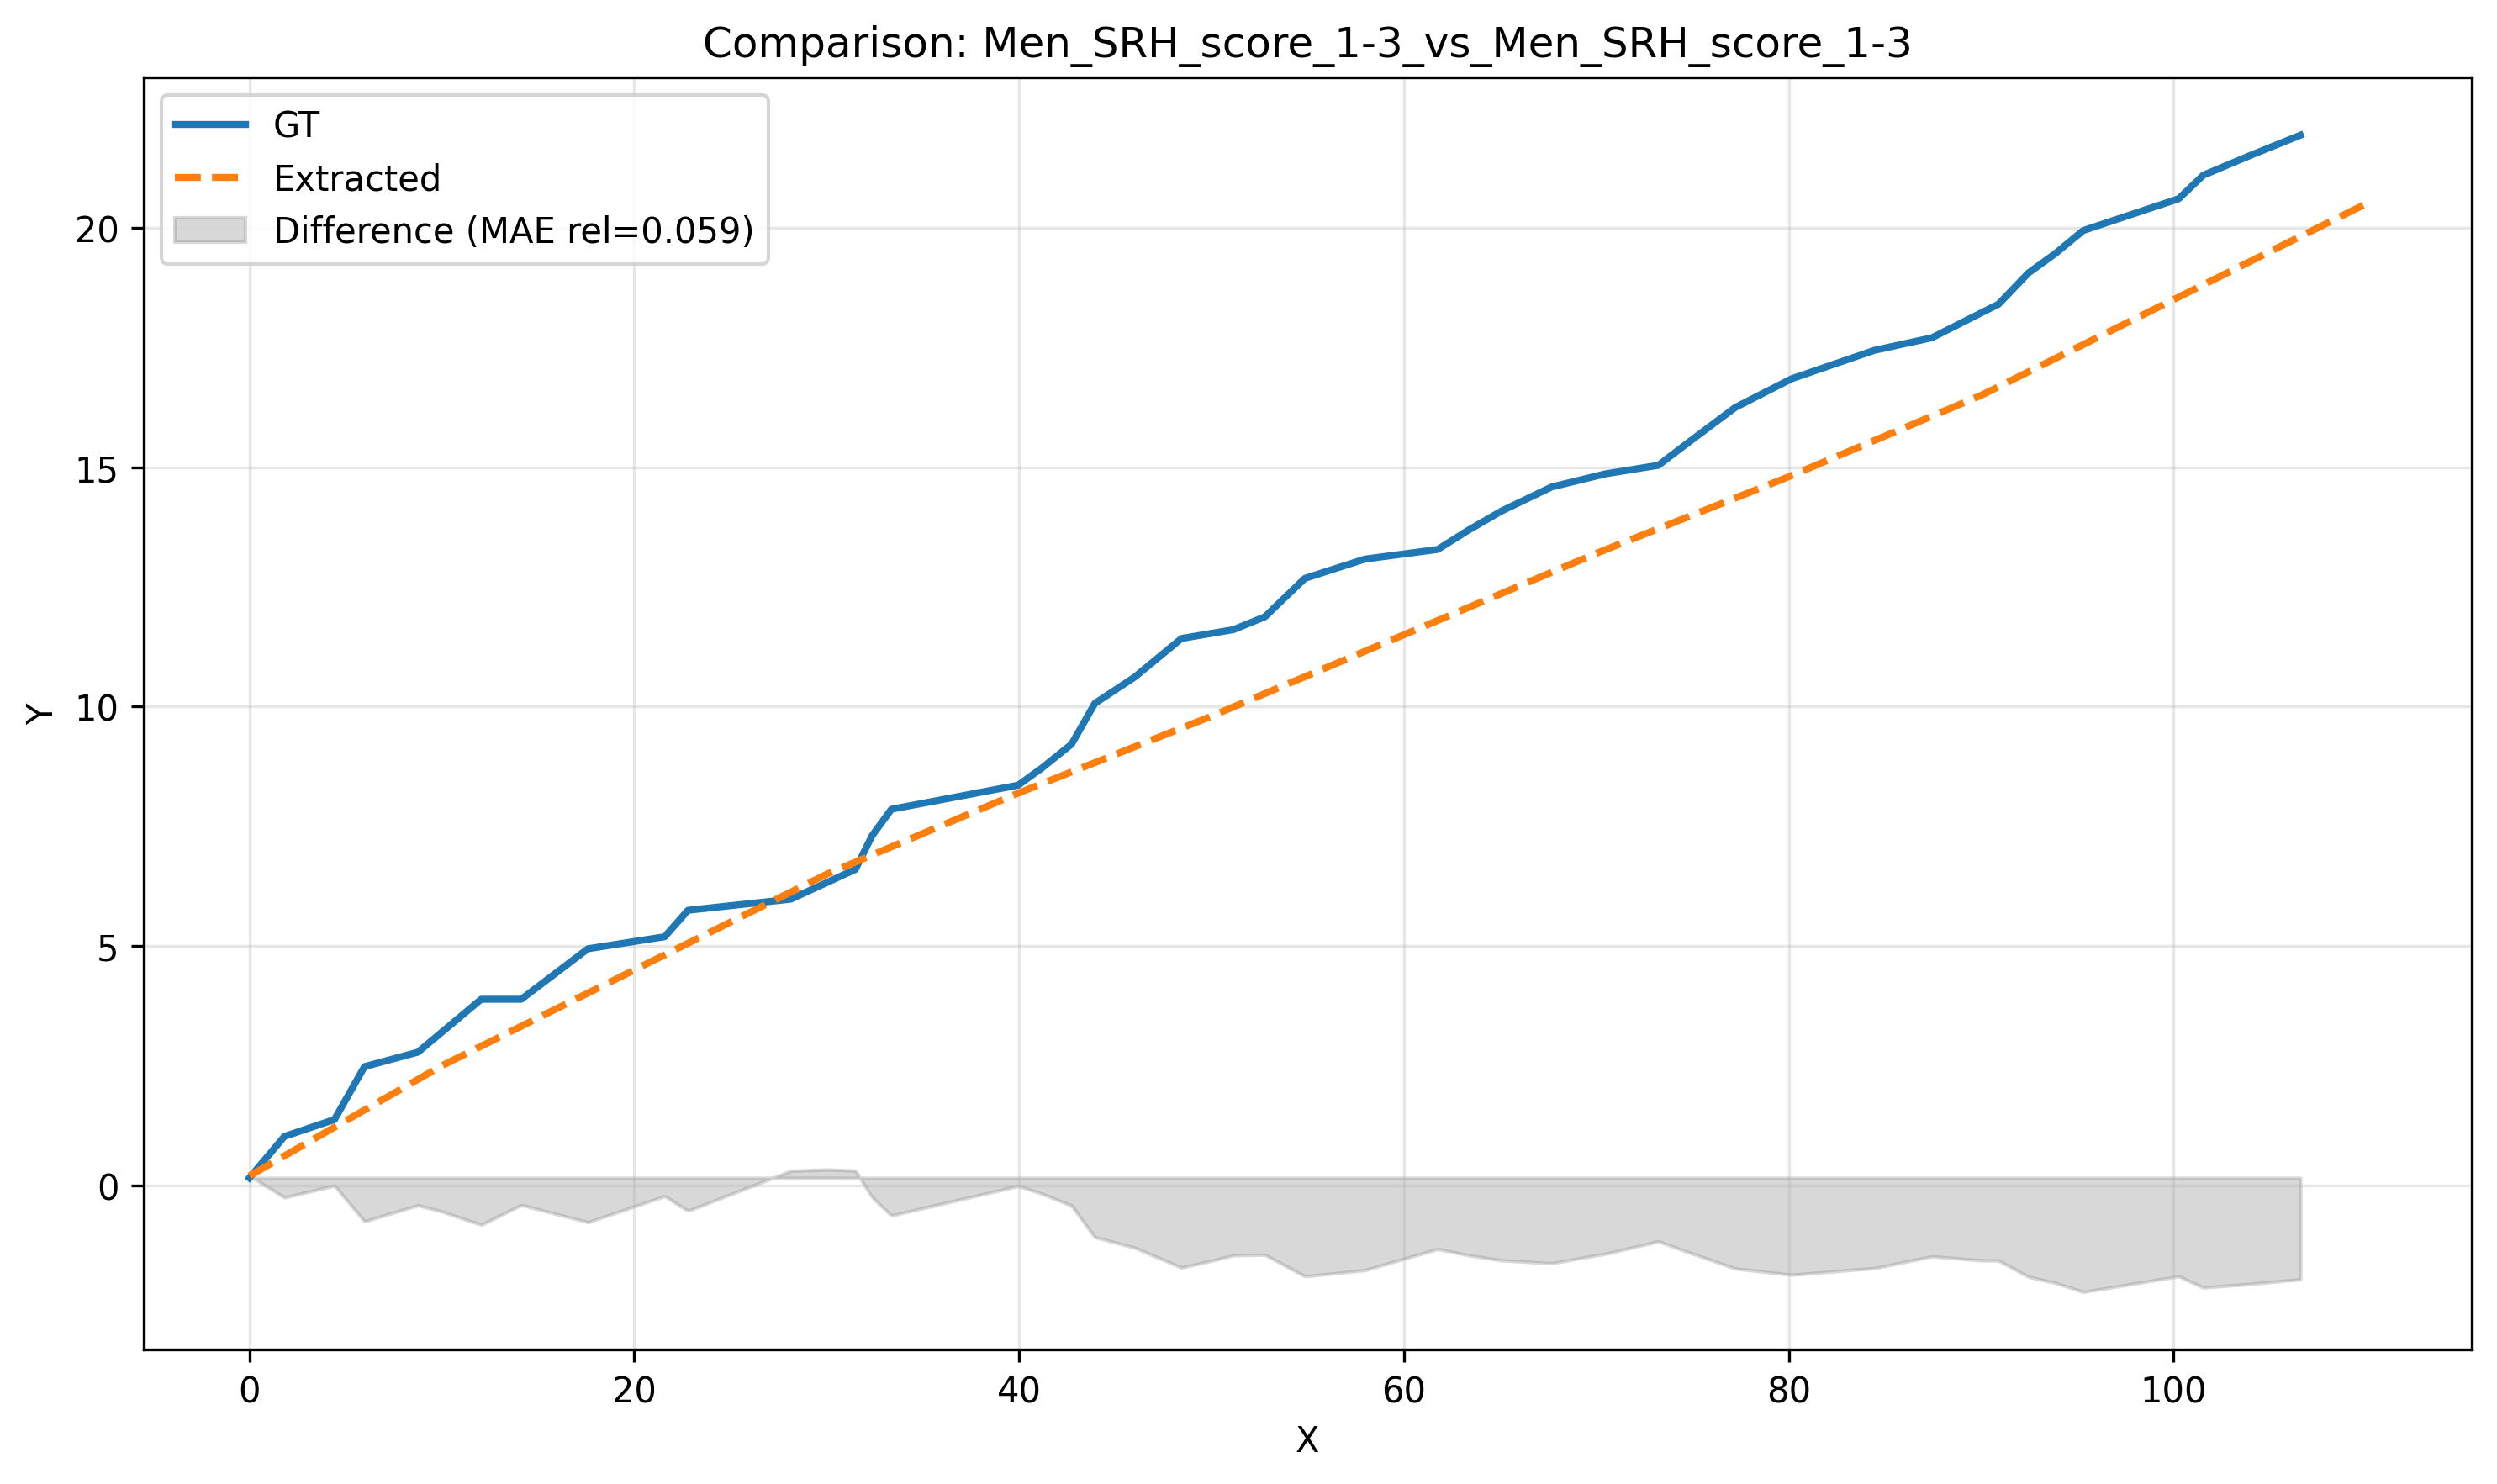 Comparison: Men_SRH_score_1-3_vs_Men_SRH_score_1-3
GT
Extracted
Difference (MAE rel=0.059)
Y
20
15
10
5
0
0 20 40 60 80 100
X